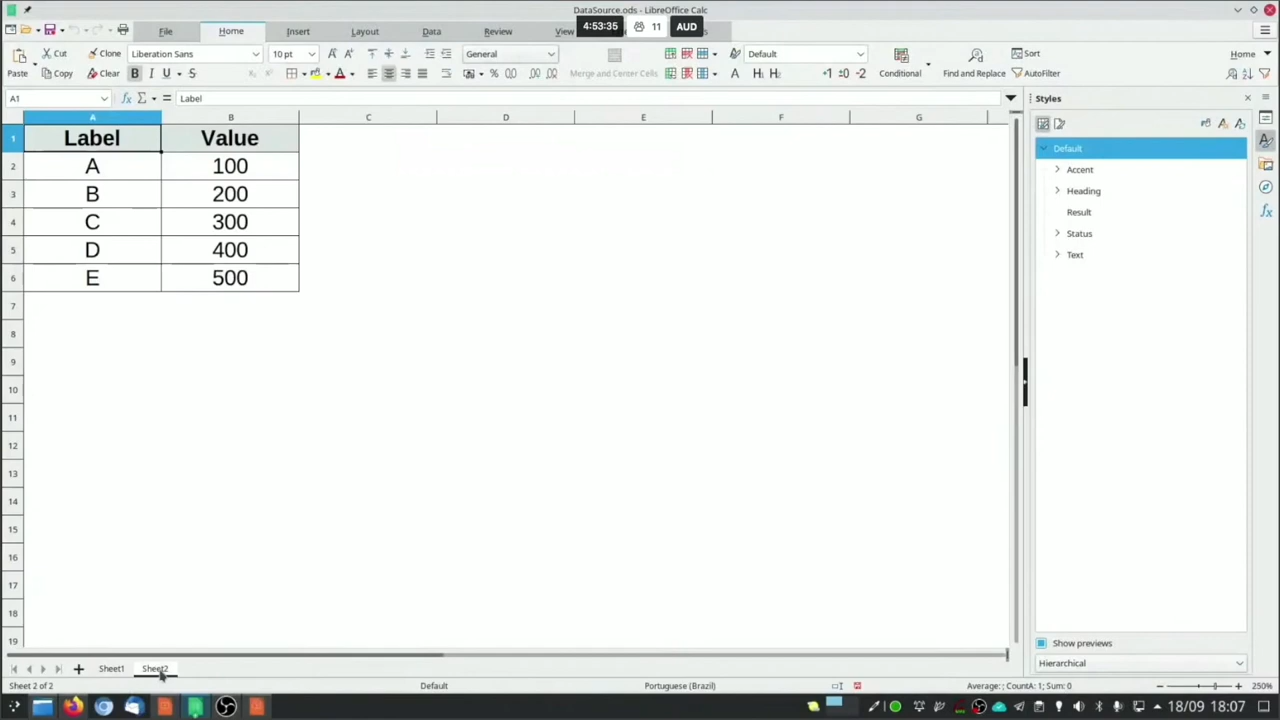 DataSource.ods - LibreOffice Calc
4:53:35
11
AUD
File
Home
Insert
Layout
Data
Review
View
Cut
Clone
Liberation Sans
10 pt
General
Default
Conditional
Find and Replace
Sort
Home
Paste
Copy
Clear
Merge and Center Cells
AutoFilter
A1
Label
Styles
A B C D E F G
1 Label Value
2 A 100
3 B 200
4 C 300
5 D 400
6 E 500
7
8
9
10
11
12
13
14
15
16
17
18
19
Default
Accent
Heading
Result
Status
Text
Show previews
Hierarchical
Sheet1
Sheet2
Sheet 2 of 2
Default
Portuguese (Brazil)
Average: ; CountA: 1; Sum: 0
250%
18/09 18:07